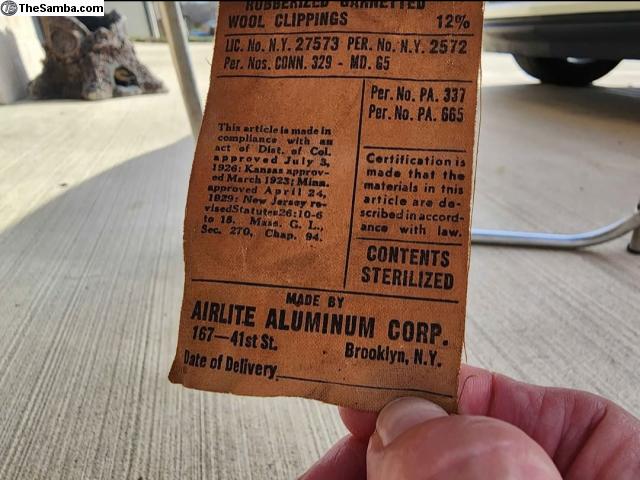 TheSamba.com
RUBBERIZED GARNETTED
WOOL CLIPPINGS 12%
LIC. No. N.Y. 27573 PER. No. N.Y. 2572
Per. Nos. CONN. 329 - MD. 65
Per. No. PA. 337
Per. No. PA. 665
This article is made in
compliance with an
act of Dist. of Col.
approved July 3,
1926; Kansas approv-
ed March 1923; Minn.
approved April 24,
1929; New Jersey re-
visedStatutes26:10-6
to 18. Mass. G. L.,
Sec. 270, Chap. 94.
Certification is
made that the
materials in this
article are de-
scribed in accord-
ance with law.
CONTENTS
STERILIZED
MADE BY
AIRLITE ALUMINUM CORP.
167—41st St. Brooklyn, N.Y.
Date of Delivery